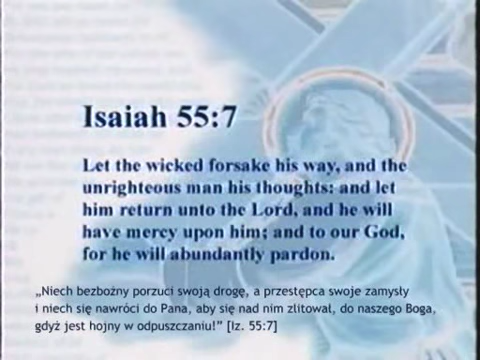 Isaiah 55:7
Let the wicked forsake his way, and the
unrighteous man his thoughts: and let
him return unto the Lord, and he will
have mercy upon him; and to our God,
for he will abundantly pardon.
„Niech bezbożny porzuci swoją drogę, a przestępca swoje zamysły
i niech się nawróci do Pana, aby się nad nim zlitował, do naszego Boga,
gdyż jest hojny w odpuszczaniu!” [Iz. 55:7]